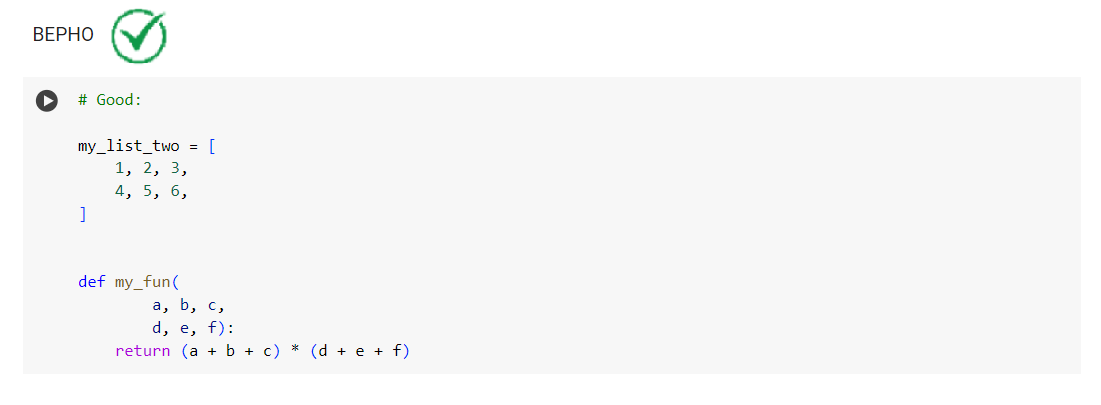 ВЕРНО
# Good:
my_list_two = [
    1, 2, 3,
    4, 5, 6,
]
def my_fun(
        a, b, c,
        d, e, f):
    return (a + b + c) * (d + e + f)